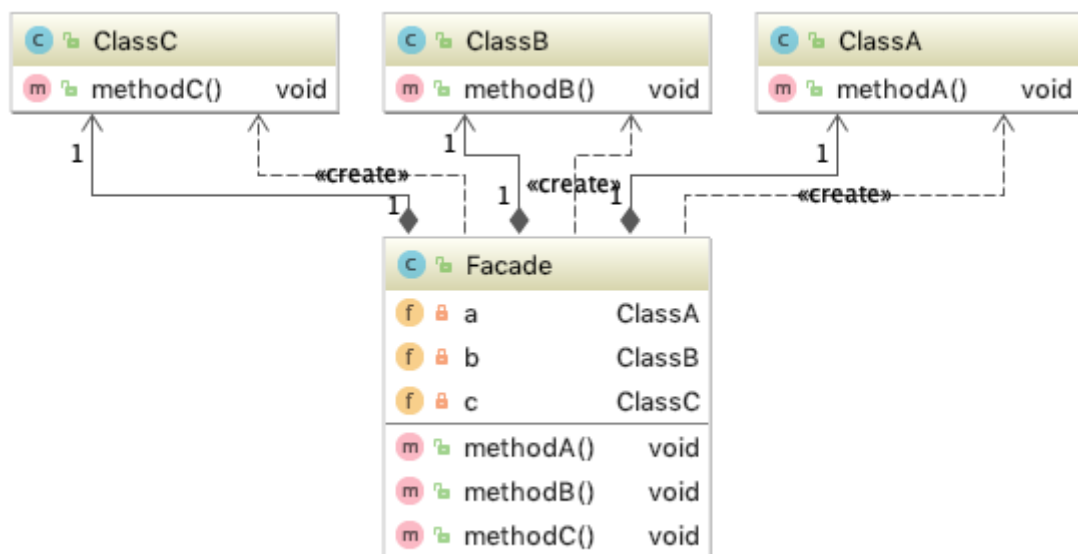 C ClassC
m methodC() void
C ClassB
m methodB() void
C ClassA
m methodA() void
1
1
1
«create»
«create»
«create»
1
1
1
C Facade
f a ClassA
f b ClassB
f c ClassC
m methodA() void
m methodB() void
m methodC() void